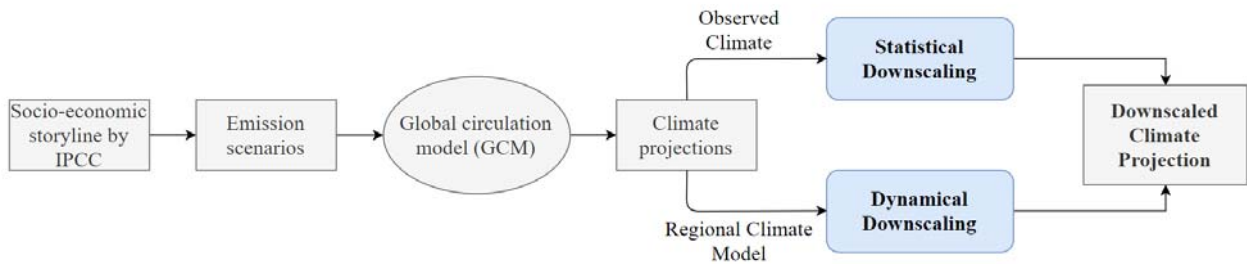 Socio-economic
storyline by
IPCC
Emission
scenarios
Global circulation
model (GCM)
Climate
projections
Observed
Climate
Statistical
Downscaling
Regional Climate
Model
Dynamical
Downscaling
Downscaled
Climate
Projection